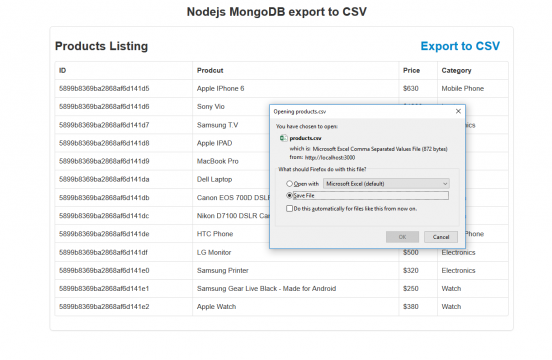 Nodejs MongoDB export to CSV
Products Listing Export to CSV
ID Prodcut Price Category
5899b8369ba2868af6d141d5 Apple IPhone 6 $630 Mobile Phone
5899b8369ba2868af6d141d6 Sony Vio
5899b8369ba2868af6d141d7 Samsung T.V onics
5899b8369ba2868af6d141d8 Apple IPAD
5899b8369ba2868af6d141d9 MacBook Pro
5899b8369ba2868af6d141da Dell Laptop
5899b8369ba2868af6d141db Canon EOS 700D DSL onics
5899b8369ba2868af6d141dc Nikon D7100 DSLR Ca onics
5899b8369ba2868af6d141de HTC Phone Phone
5899b8369ba2868af6d141df LG Monitor $500 Electronics
5899b8369ba2868af6d141e0 Samsung Printer $320 Electronics
5899b8369ba2868af6d141e1 Samsung Gear Live Black - Made for Android $250 Watch
5899b8369ba2868af6d141e2 Apple Watch $380 Watch
Opening products.csv
You have chosen to open:
products.csv
which is: Microsoft Excel Comma Separated Values File (872 bytes)
from: http://localhost:3000
What should Firefox do with this file?
Open with Microsoft Excel (default)
Save File
Do this automatically for files like this from now on.
OK Cancel